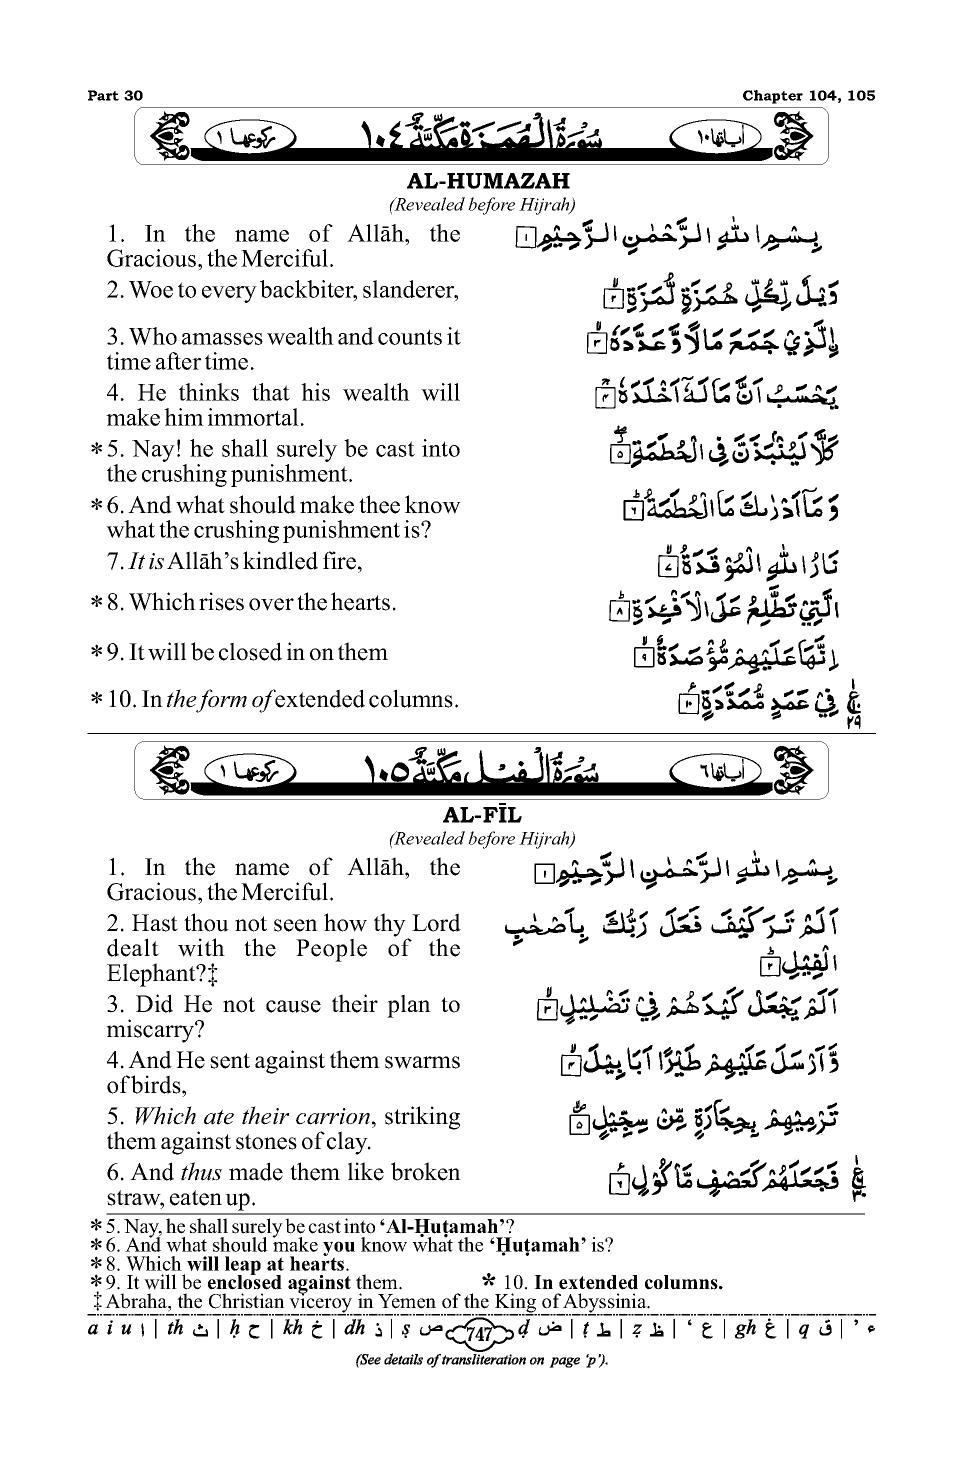 Part 30
Chapter 104, 105
رکوعها ١
سُوْرَةُ الْهُمَزَةِ مَكِّيَّةٌ ١٠٤
اٰیاتها ١٠
AL-HUMAZAH
(Revealed before Hijrah)
1. In the name of Allāh, the
Gracious, the Merciful.
بِسْمِ اللّٰهِ الرَّحْمٰنِ الرَّحِيْمِ ۝١
2. Woe to every backbiter, slanderer,
وَيْلٌ لِّكُلِّ هُمَزَةٍ لُّمَزَةِ ۙ۝٢
3. Who amasses wealth and counts it
time after time.
اِۨلَّذِيْ جَمَعَ مَالًا وَّعَدَّدَهٗ ۙ۝٣
4. He thinks that his wealth will
make him immortal.
يَحْسَبُ اَنَّ مَالَهٗۤ اَخْلَدَهٗ ۚ۝٤
* 5. Nay! he shall surely be cast into
the crushing punishment.
كَلَّا لَيُنْۢبَذَنَّ فِي الْحُطَمَةِ ۖ۝٥
* 6. And what should make thee know
what the crushing punishment is?
وَمَاۤ اَدْرٰىكَ مَا الْحُطَمَةُ ؕ۝٦
7. It is Allāh’s kindled fire,
نَارُ اللّٰهِ الْمُوْقَدَةُ ۙ۝٧
* 8. Which rises over the hearts.
الَّتِيْ تَطَّلِعُ عَلَى الْاَفْـِٕدَةِ ؕ۝٨
* 9. It will be closed in on them
اِنَّهَا عَلَيْهِمْ مُّؤْصَدَةٌ ۙ۝٩
* 10. In the form of extended columns.
فِيْ عَمَدٍ مُّمَدَّدَةٍ ۝١٠
ع ٢٩
رکوعها ١
سُوْرَةُ الْفِيْلِ مَكِّيَّةٌ ١٠٥
اٰیاتها ٦
AL-FĪL
(Revealed before Hijrah)
1. In the name of Allāh, the
Gracious, the Merciful.
بِسْمِ اللّٰهِ الرَّحْمٰنِ الرَّحِيْمِ ۝١
2. Hast thou not seen how thy Lord
dealt with the People of the
Elephant?‡
اَلَمْ تَرَ كَيْفَ فَعَلَ رَبُّكَ بِاَصْحٰبِ
الْفِيْلِ ؕ۝٢
3. Did He not cause their plan to
miscarry?
اَلَمْ يَجْعَلْ كَيْدَهُمْ فِيْ تَضْلِيْلٍ ۙ۝٣
4. And He sent against them swarms
of birds,
وَّاَرْسَلَ عَلَيْهِمْ طَيْرًا اَبَابِيْلَ ۙ۝٤
5. Which ate their carrion, striking
them against stones of clay.
تَرْمِيْهِمْ بِحِجَارَةٍ مِّنْ سِجِّيْلٍ ۪ۙ۝٥
6. And thus made them like broken
straw, eaten up.
فَجَعَلَهُمْ كَعَصْفٍ مَّاْكُوْلٍ ۝٦
ع ٣٠
* 5. Nay, he shall surely be cast into ‘Al-Ḥuṭamah’?
* 6. And what should make you know what the ‘Ḥuṭamah’ is?
* 8. Which will leap at hearts.
* 9. It will be enclosed against them. * 10. In extended columns.
‡ Abraha, the Christian viceroy in Yemen of the King of Abyssinia.
a i u ا | th ث | ḥ ح | kh خ | dh ذ | ṣ ص 747 ḍ ض | ṭ ط | ẓ ظ | ‘ ع | gh غ | q ق | ’ ء
(See details of transliteration on page ‘p’).